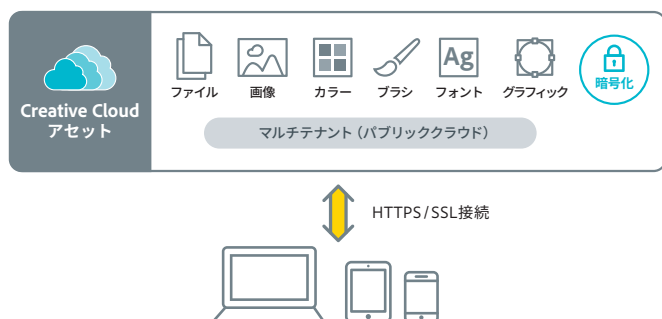 Creative Cloud
アセット
ファイル
画像
カラー
ブラシ
Ag
フォント
グラフィック
暗号化
マルチテナント（パブリッククラウド）
HTTPS/SSL接続